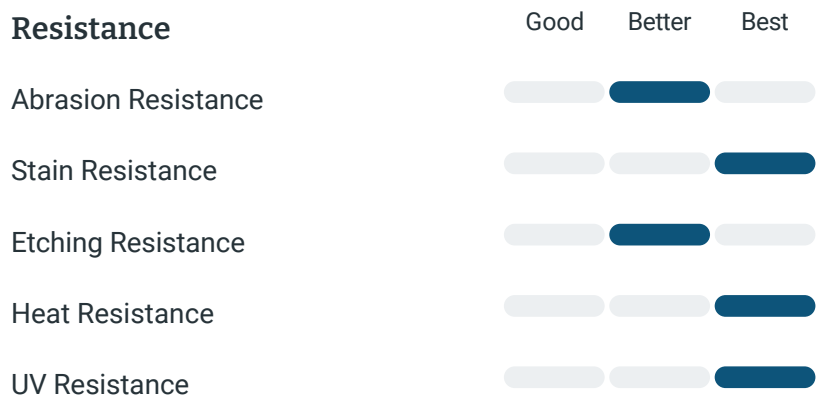 Resistance Good Better Best
Abrasion Resistance
Stain Resistance
Etching Resistance
Heat Resistance
UV Resistance